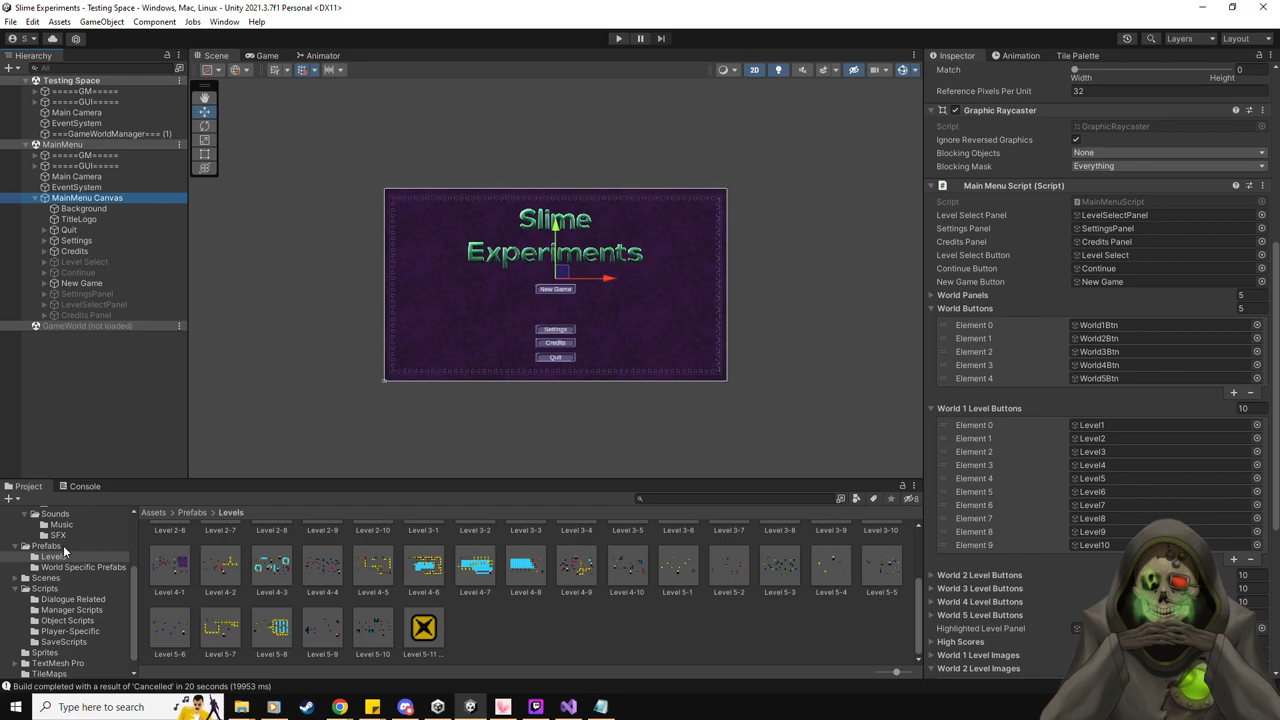 Slime Experiments - Testing Space - Windows, Mac, Linux - Unity 2021.3.7f1 Personal <DX11>
File Edit Assets GameObject Component Jobs Window Help
S
Layers Layout
Hierarchy
All
Testing Space
=====GM=====
=====GUI=====
Main Camera
EventSystem
===GameWorldManager=== (1)
MainMenu
=====GM=====
=====GUI=====
Main Camera
EventSystem
MainMenu Canvas
Background
TitleLogo
Quit
Settings
Credits
Level Select
Continue
New Game
SettingsPanel
LevelSelectPanel
Credits Panel
GameWorld (not loaded)
Scene Game Animator
2D
Slime
Experiments
New Game
Settings
Credits
Quit
Inspector Animation Tile Palette
Match 0
Width Height
Reference Pixels Per Unit 32
Graphic Raycaster
Script GraphicRaycaster
Ignore Reversed Graphics
Blocking Objects None
Blocking Mask Everything
Main Menu Script (Script)
Script MainMenuScript
Level Select Panel LevelSelectPanel
Settings Panel SettingsPanel
Credits Panel Credits Panel
Level Select Button Level Select
Continue Button Continue
New Game Button New Game
World Panels 5
World Buttons 5
Element 0 World1Btn
Element 1 World2Btn
Element 2 World3Btn
Element 3 World4Btn
Element 4 World5Btn
World 1 Level Buttons 10
Element 0 Level1
Element 1 Level2
Element 2 Level3
Element 3 Level4
Element 4 Level5
Element 5 Level6
Element 6 Level7
Element 7 Level8
Element 8 Level9
Element 9 Level10
World 2 Level Buttons 10
World 3 Level Buttons 10
World 4 Level Buttons 10
World 5 Level Buttons
Highlighted Level Panel
High Scores
World 1 Level Images
World 2 Level Images
Project Console
8
Sounds
Music
SFX
Prefabs
Levels
World Specific Prefabs
Scenes
Scripts
Dialogue Related
Manager Scripts
Object Scripts
Player-Specific
SaveScripts
Sprites
TextMesh Pro
TileMaps
Assets > Prefabs > Levels
Level 2-6 Level 2-7 Level 2-8 Level 2-9 Level 2-10 Level 3-1 Level 3-2 Level 3-3 Level 3-4 Level 3-5 Level 3-6 Level 3-7 Level 3-8 Level 3-9 Level 3-10
Level 4-1 Level 4-2 Level 4-3 Level 4-4 Level 4-5 Level 4-6 Level 4-7 Level 4-8 Level 4-9 Level 4-10 Level 5-1 Level 5-2 Level 5-3 Level 5-4 Level 5-5
Level 5-6 Level 5-7 Level 5-8 Level 5-9 Level 5-10 Level 5-11 ...
Build completed with a result of 'Cancelled' in 20 seconds (19953 ms)
Type here to search